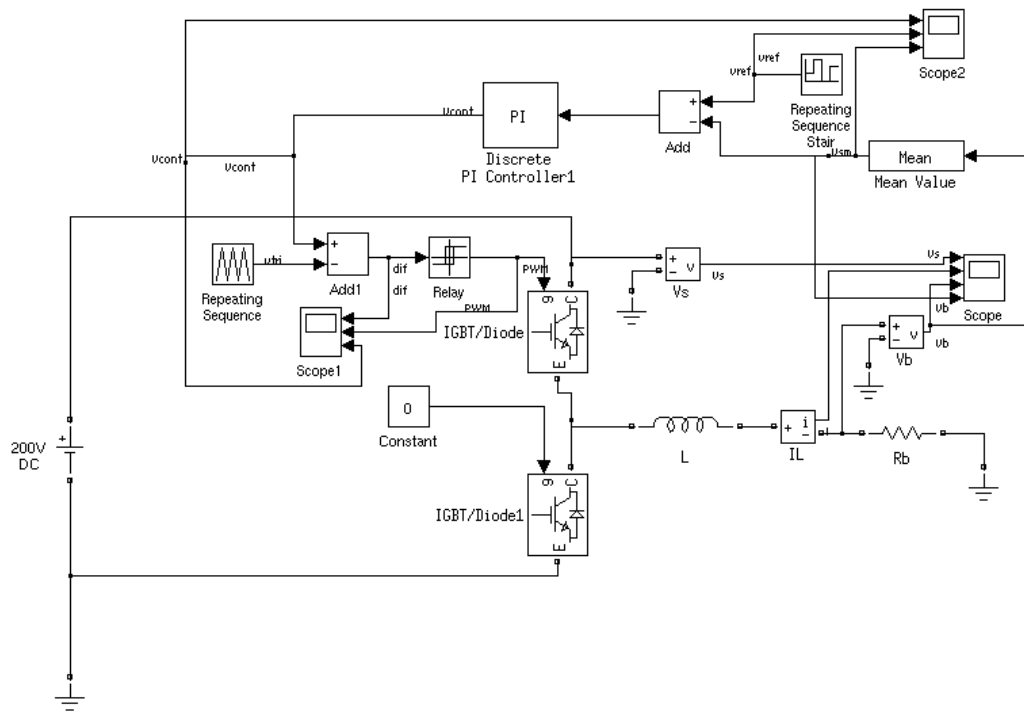 Scope2
vref
vref
Repeating
Sequence
Stair
+
−
Add
PI
Discrete
PI Controller1
vcont
vcont
vcont
vsm
Mean
Mean Value
Repeating
Sequence
vtri
+
−
Add1
dif
dif
Relay
PWM
PWM
Scope1
g
C
E
IGBT/Diode
+
−
v
Vs
vs
vs
vb
Scope
+
−
v
Vb
vb
0
Constant
g
C
E
IGBT/Diode1
L
+
i
−
IL
Rb
200V
DC
+